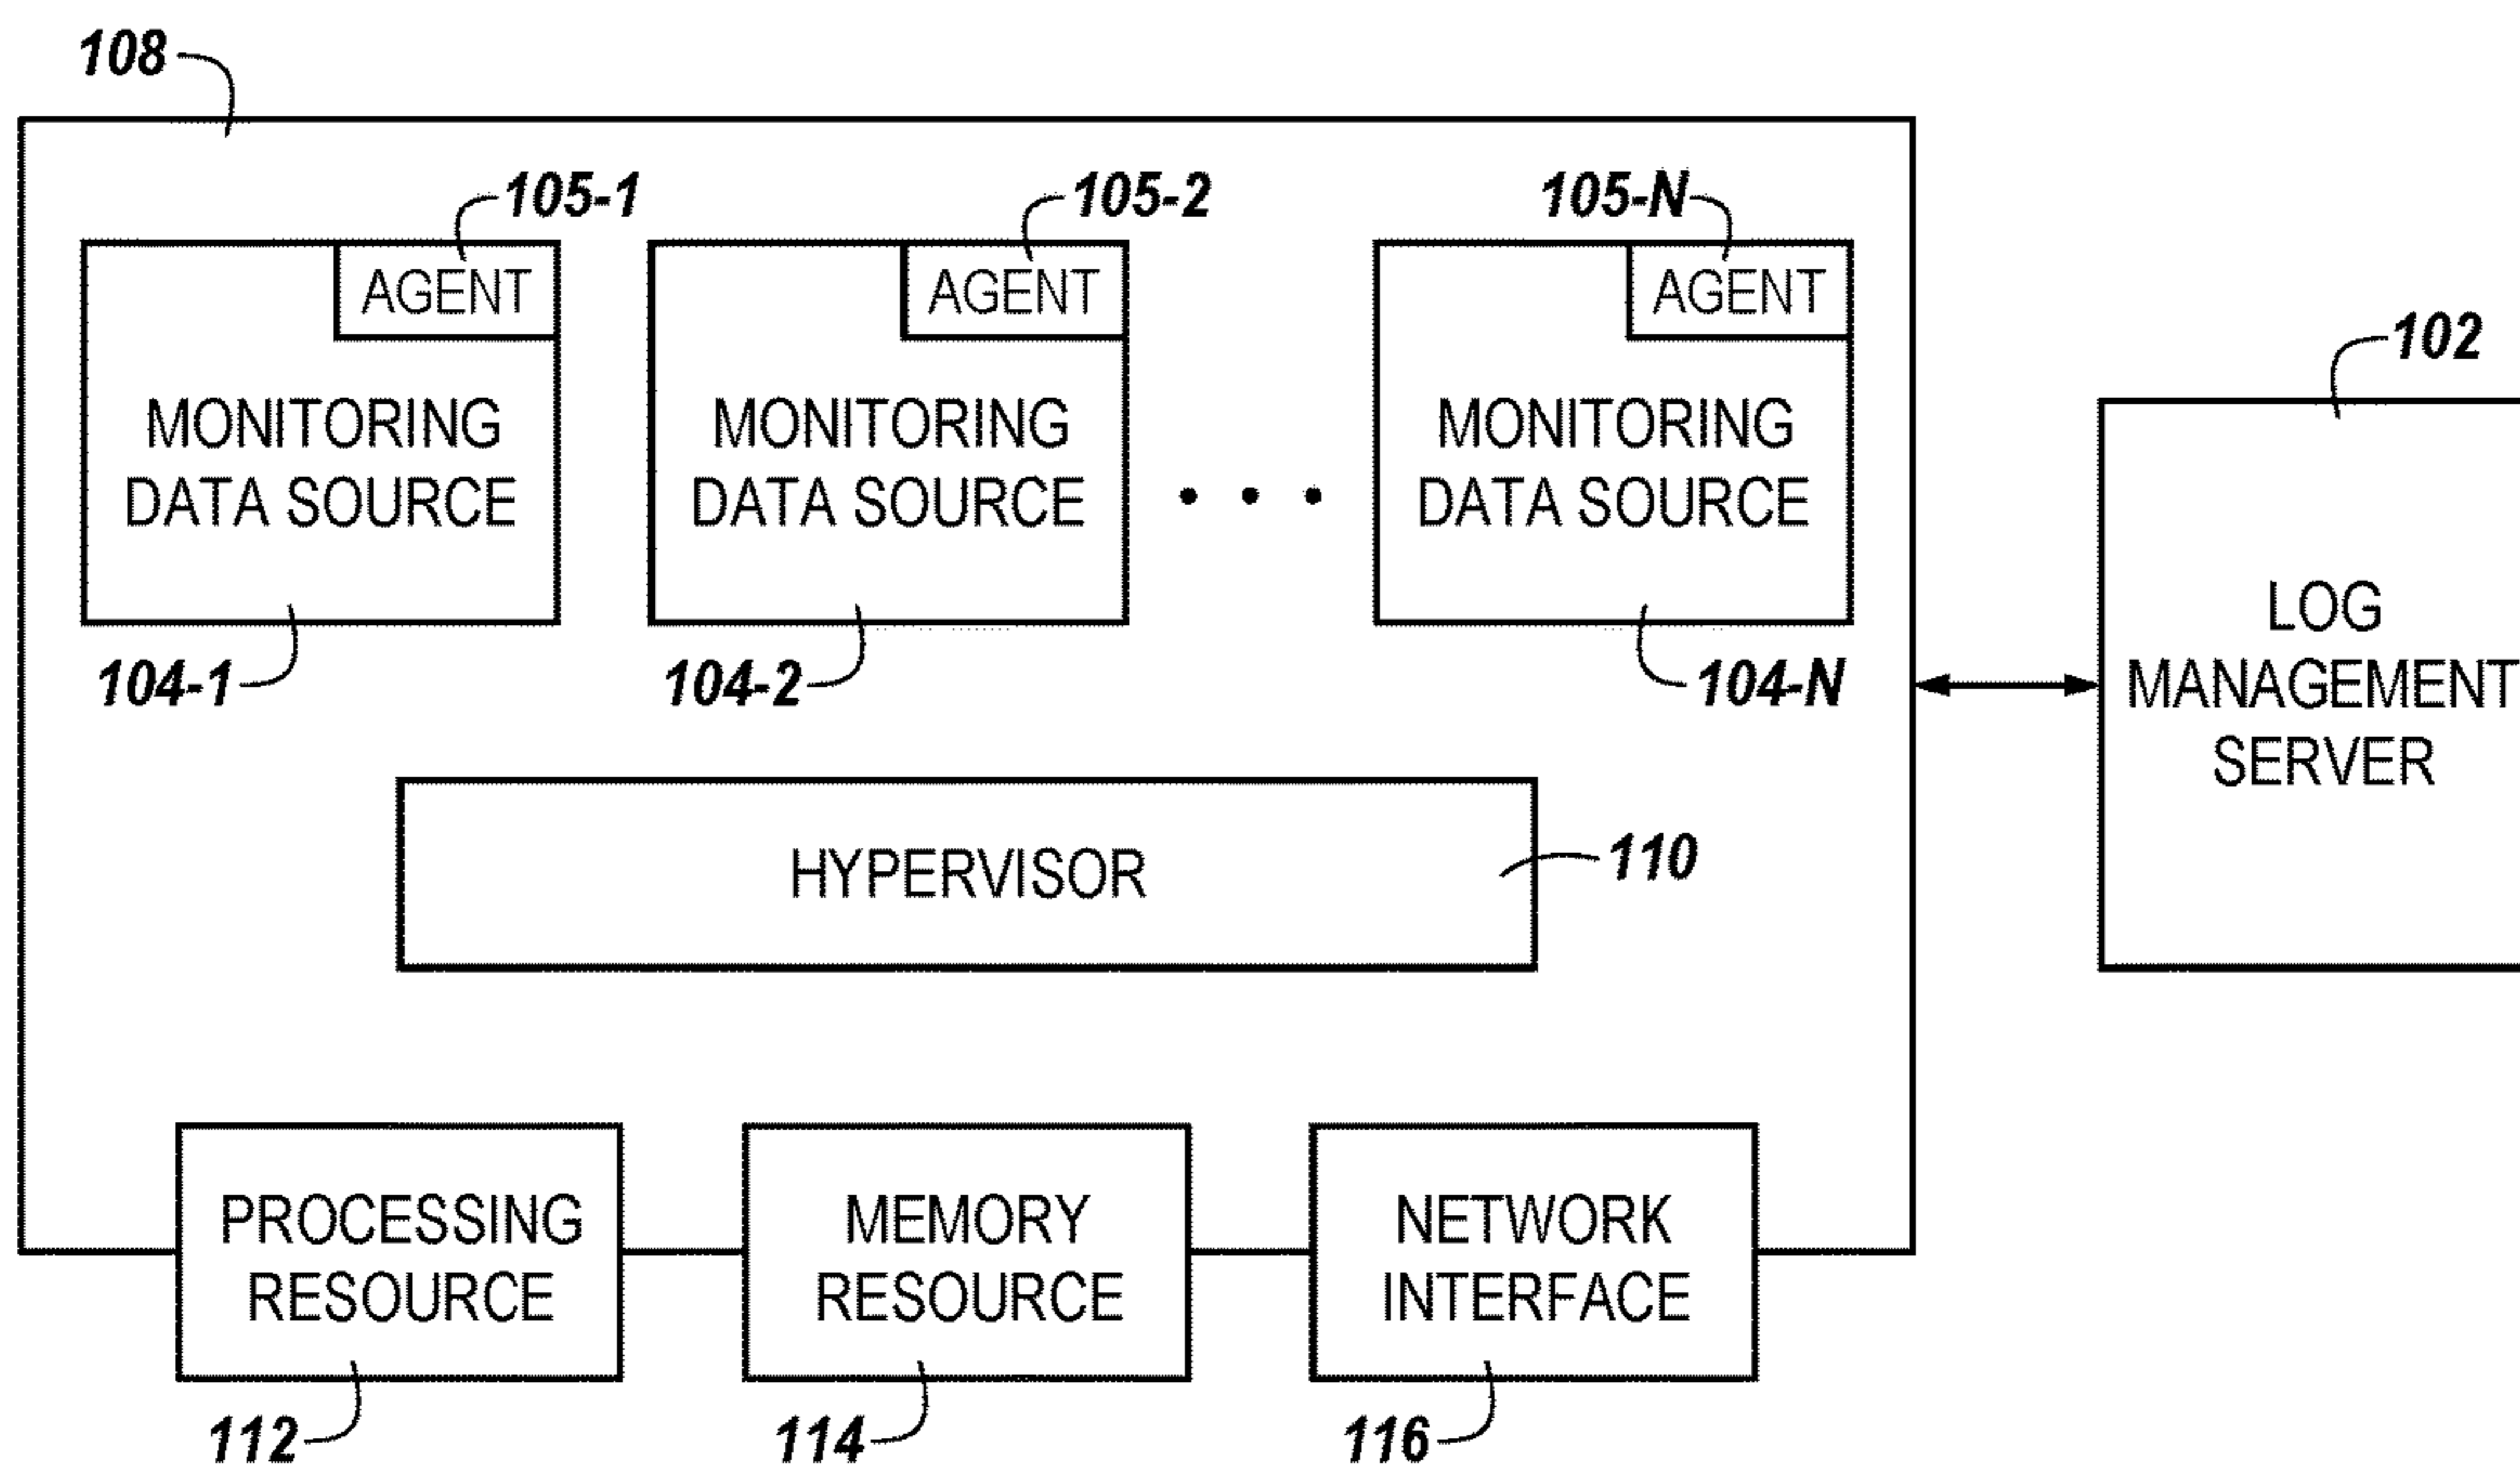 108
105-1
105-2
105-N
AGENT
AGENT
AGENT
102
MONITORING
DATA SOURCE
MONITORING
DATA SOURCE
MONITORING
DATA SOURCE
LOG
MANAGEMENT
SERVER
104-1
104-2
104-N
HYPERVISOR
110
PROCESSING
RESOURCE
MEMORY
RESOURCE
NETWORK
INTERFACE
112
114
116